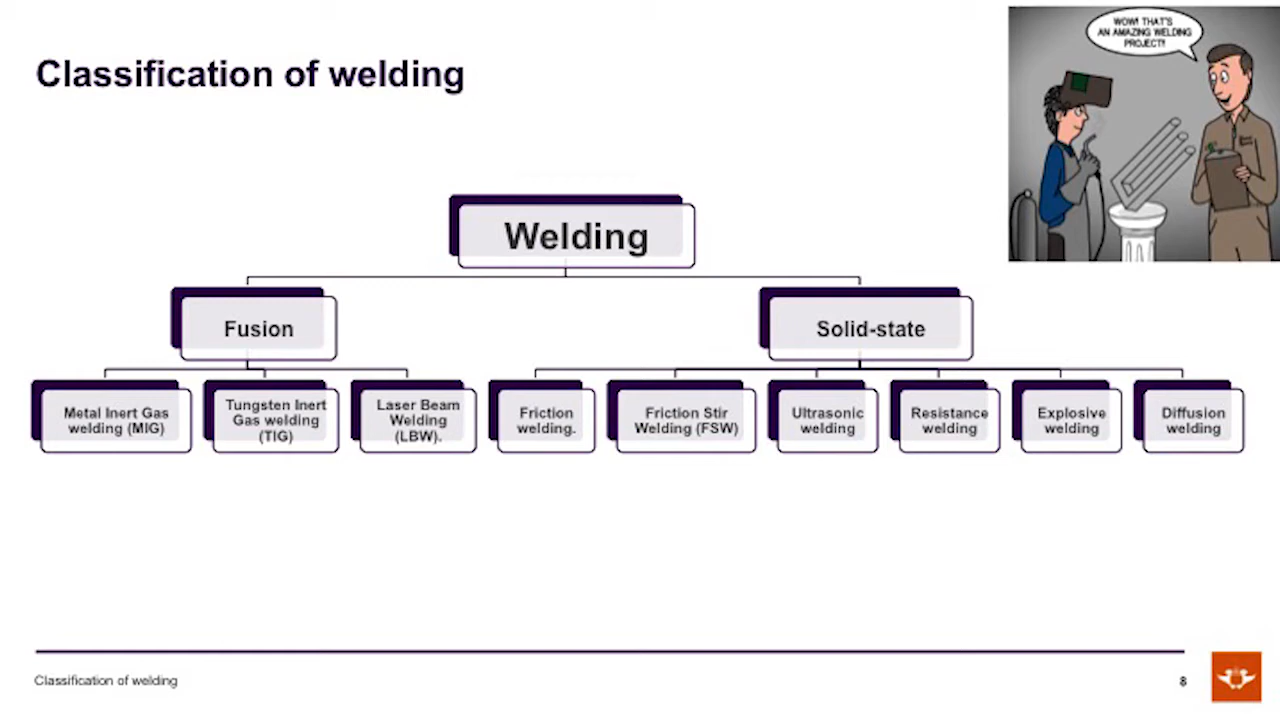 WOW! THAT'S
AN AMAZING WELDING
PROJECT!
Classification of welding
Welding
Fusion
Solid-state
Metal Inert Gas
welding (MIG)
Tungsten Inert
Gas welding
(TIG)
Laser Beam
Welding
(LBW).
Friction
welding.
Friction Stir
Welding (FSW)
Ultrasonic
welding
Resistance
welding
Explosive
welding
Diffusion
welding
Classification of welding
8